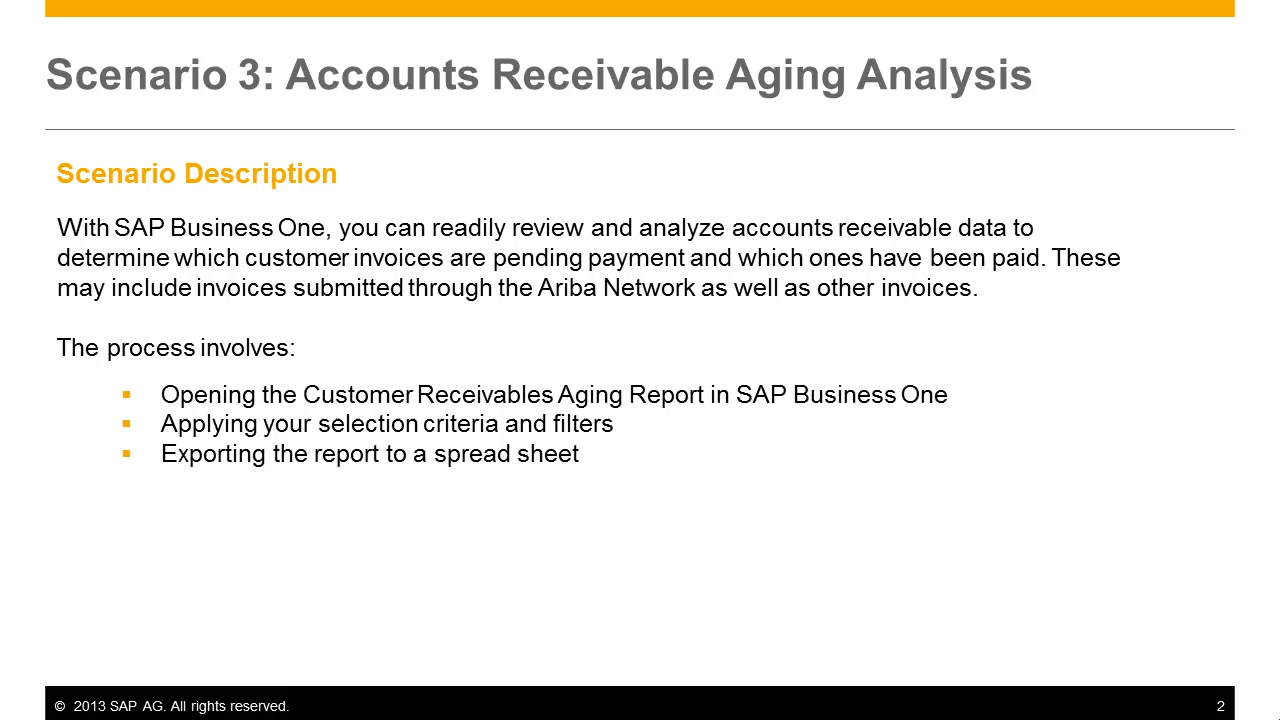 Scenario 3: Accounts Receivable Aging Analysis
Scenario Description
With SAP Business One, you can readily review and analyze accounts receivable data to
determine which customer invoices are pending payment and which ones have been paid. These
may include invoices submitted through the Ariba Network as well as other invoices.
The process involves:
▪ Opening the Customer Receivables Aging Report in SAP Business One
▪ Applying your selection criteria and filters
▪ Exporting the report to a spread sheet
© 2013 SAP AG. All rights reserved. 2